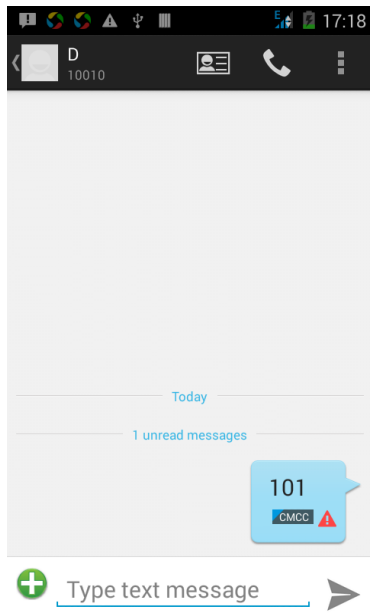 E
17:18
D
10010
Today
1 unread messages
101
CMCC
Type text message